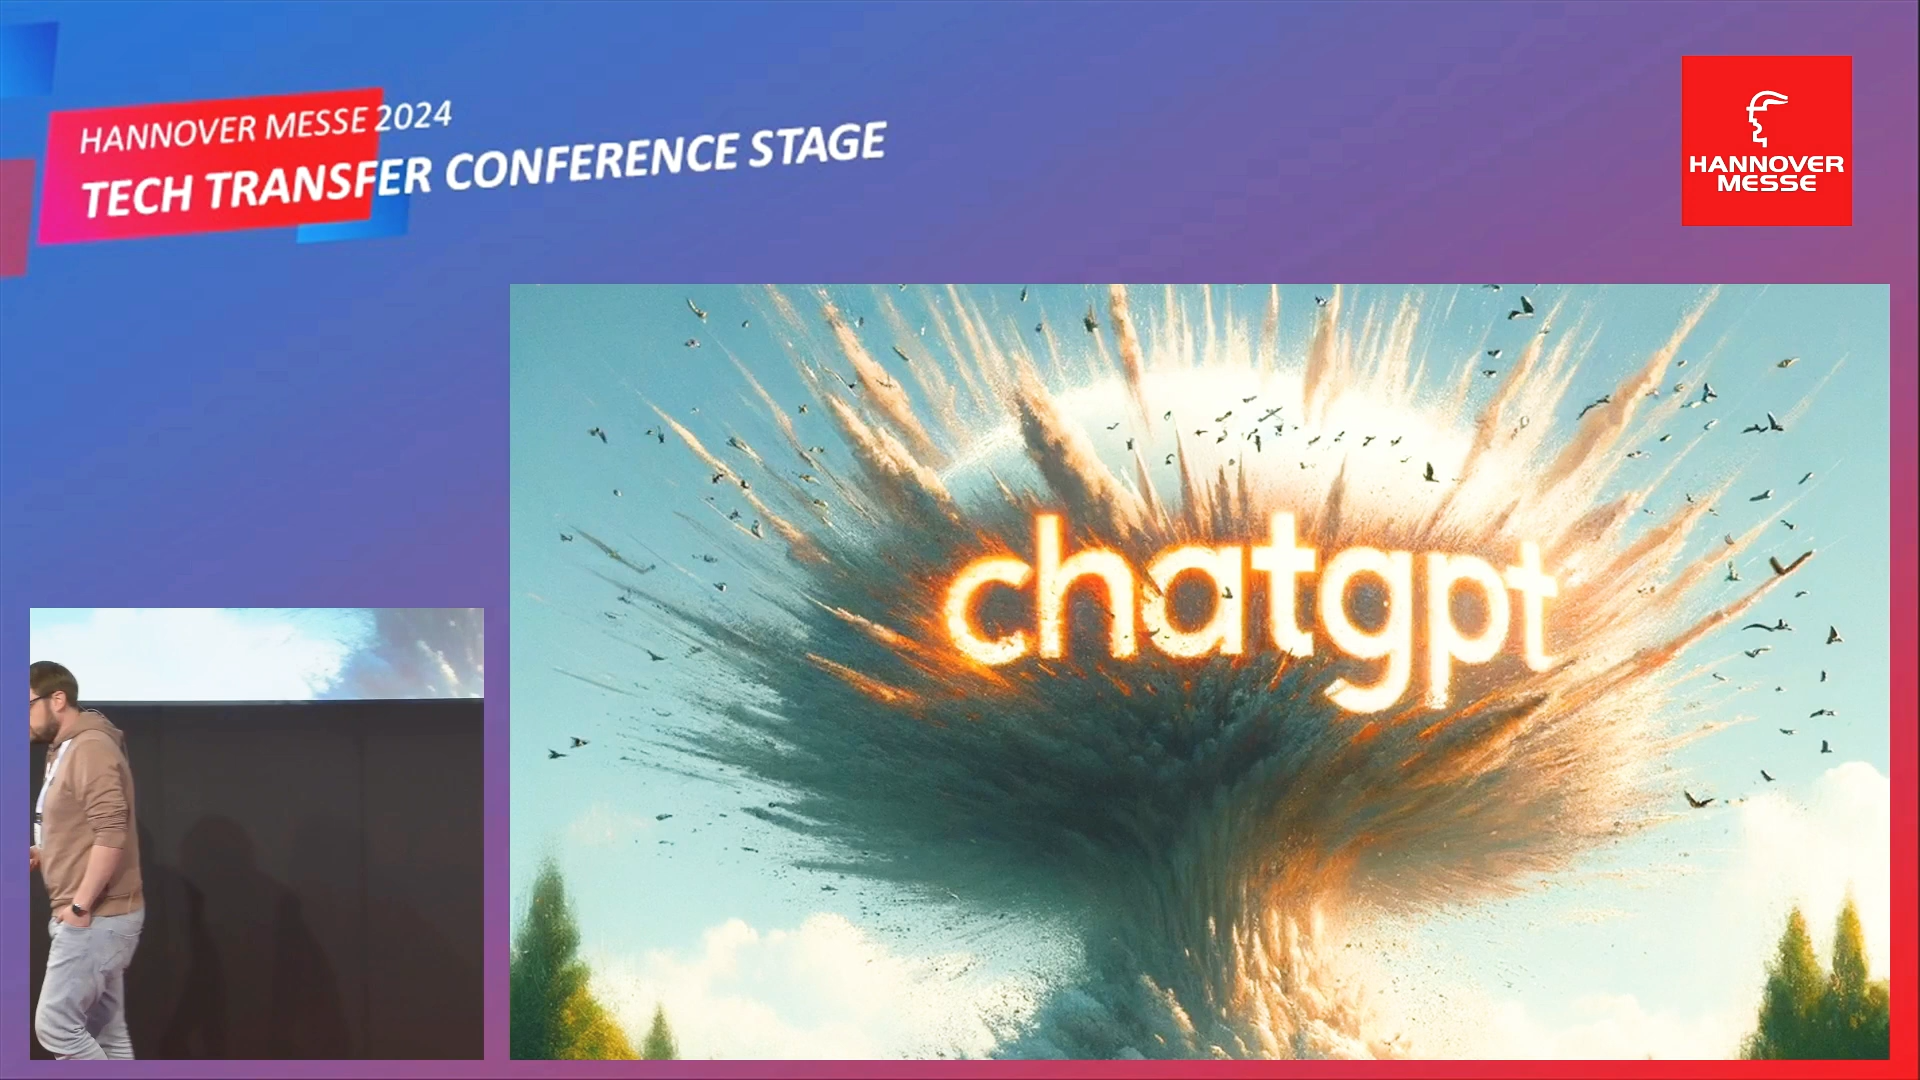 HANNOVER MESSE 2024
TECH TRANSFER CONFERENCE STAGE
HANNOVER
MESSE
chatgpt